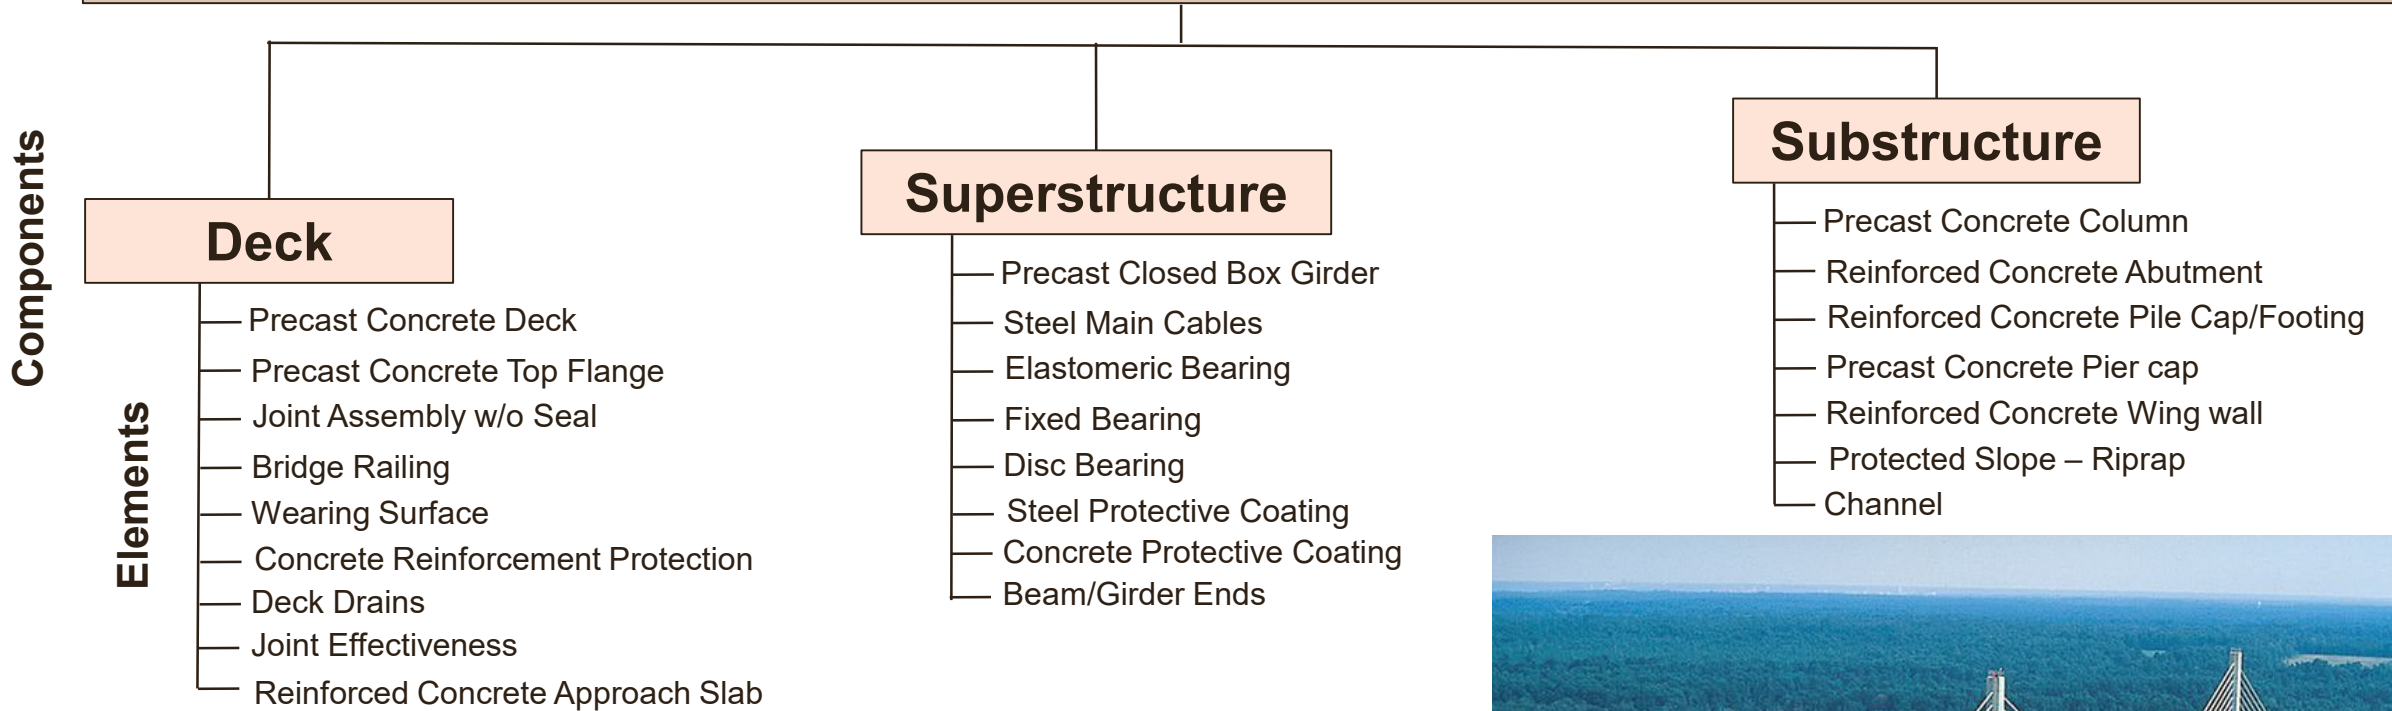 Components
Elements
Deck
Precast Concrete Deck
Precast Concrete Top Flange
Joint Assembly w/o Seal
Bridge Railing
Wearing Surface
Concrete Reinforcement Protection
Deck Drains
Joint Effectiveness
Reinforced Concrete Approach Slab
Superstructure
Precast Closed Box Girder
Steel Main Cables
Elastomeric Bearing
Fixed Bearing
Disc Bearing
Steel Protective Coating
Concrete Protective Coating
Beam/Girder Ends
Substructure
Precast Concrete Column
Reinforced Concrete Abutment
Reinforced Concrete Pile Cap/Footing
Precast Concrete Pier cap
Reinforced Concrete Wing wall
Protected Slope – Riprap
Channel